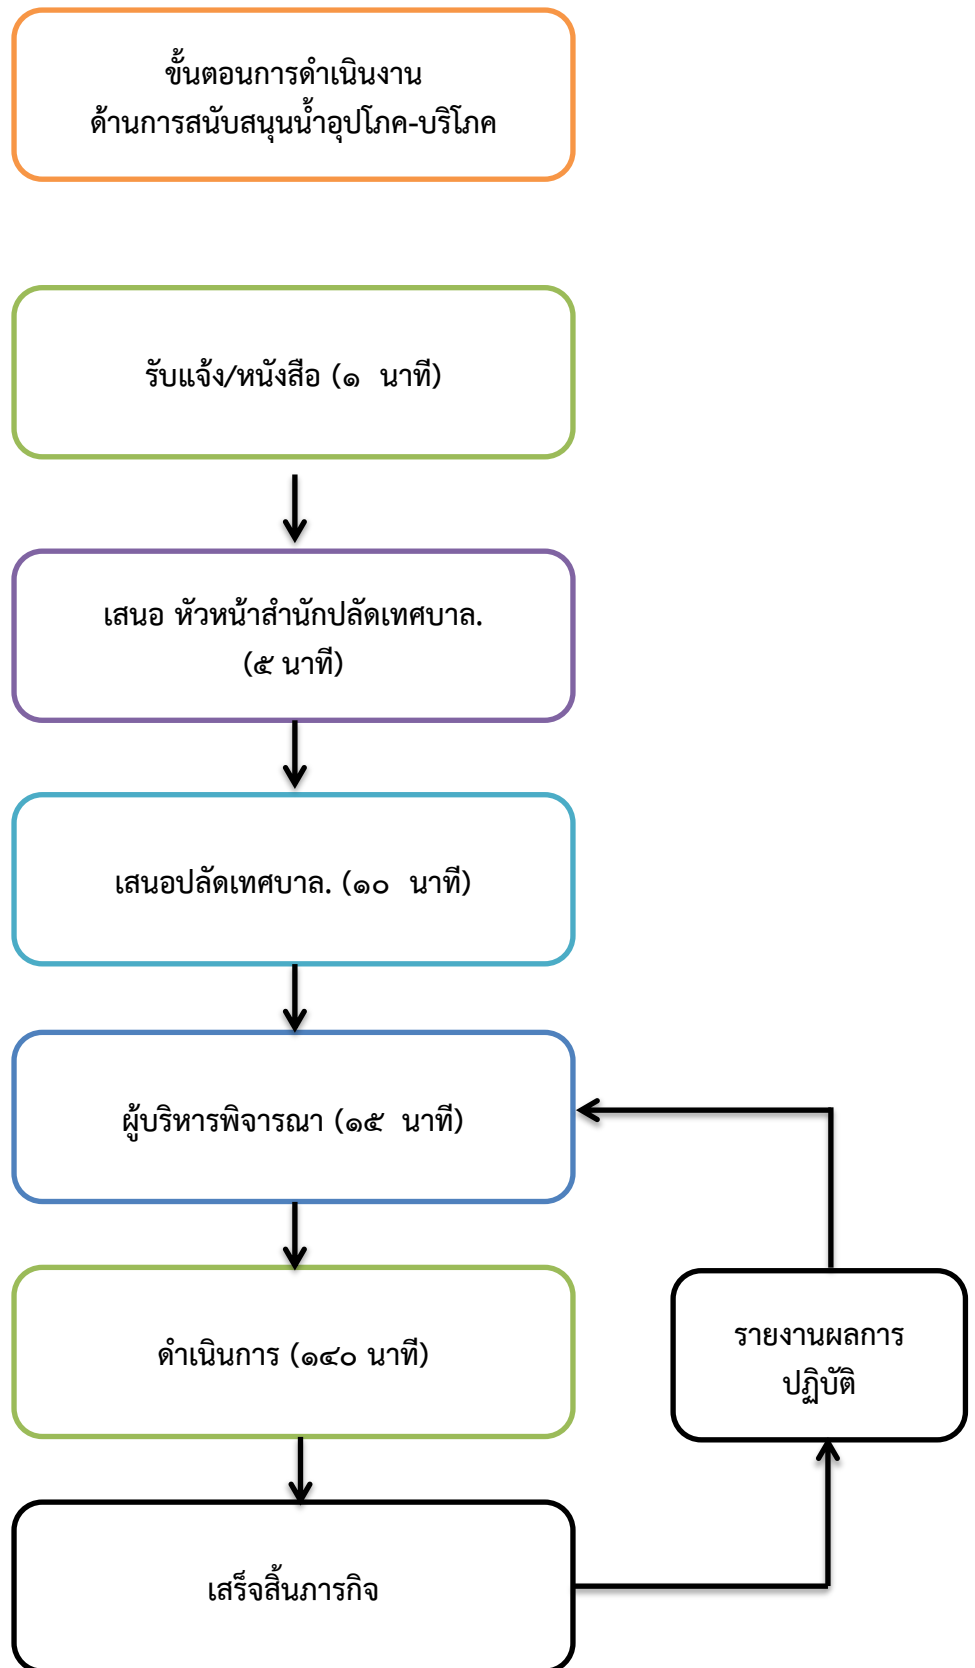 ขั้นตอนการดำเนินงาน
ด้านการสนับสนุนน้ำอุปโภค-บริโภค
รับแจ้ง/หนังสือ (๑ นาที)
เสนอ หัวหน้าสำนักปลัดเทศบาล.
(๕ นาที)
เสนอปลัดเทศบาล. (๑๐ นาที)
ผู้บริหารพิจารณา (๑๕ นาที)
ดำเนินการ (๑๔๐ นาที)
รายงานผลการ
ปฏิบัติ
เสร็จสิ้นภารกิจ